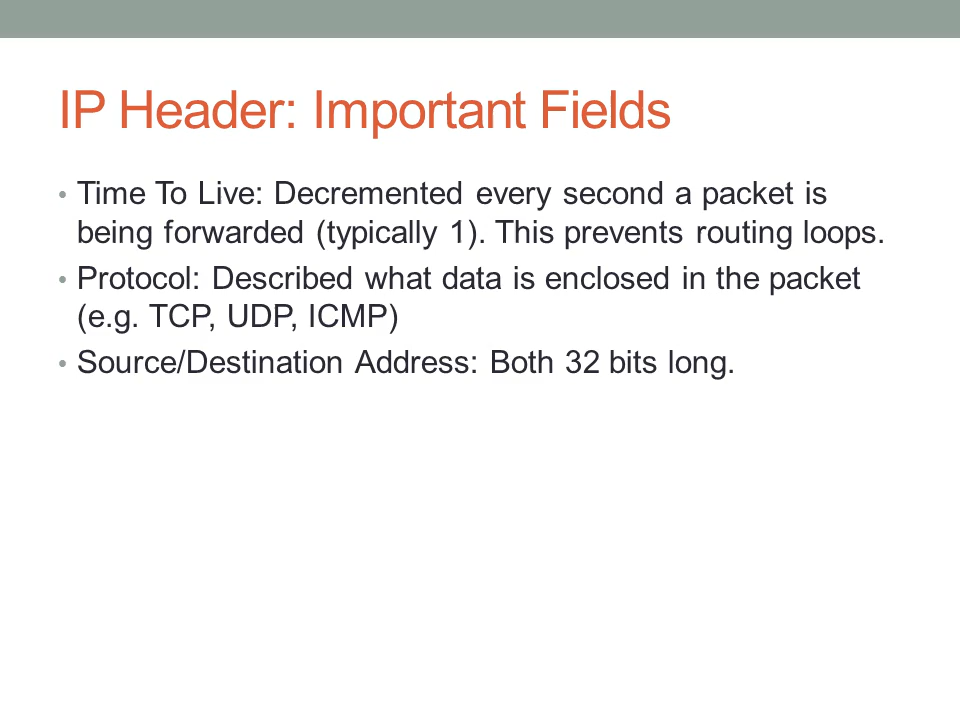 IP Header: Important Fields
• Time To Live: Decremented every second a packet is
being forwarded (typically 1). This prevents routing loops.
• Protocol: Described what data is enclosed in the packet
(e.g. TCP, UDP, ICMP)
• Source/Destination Address: Both 32 bits long.